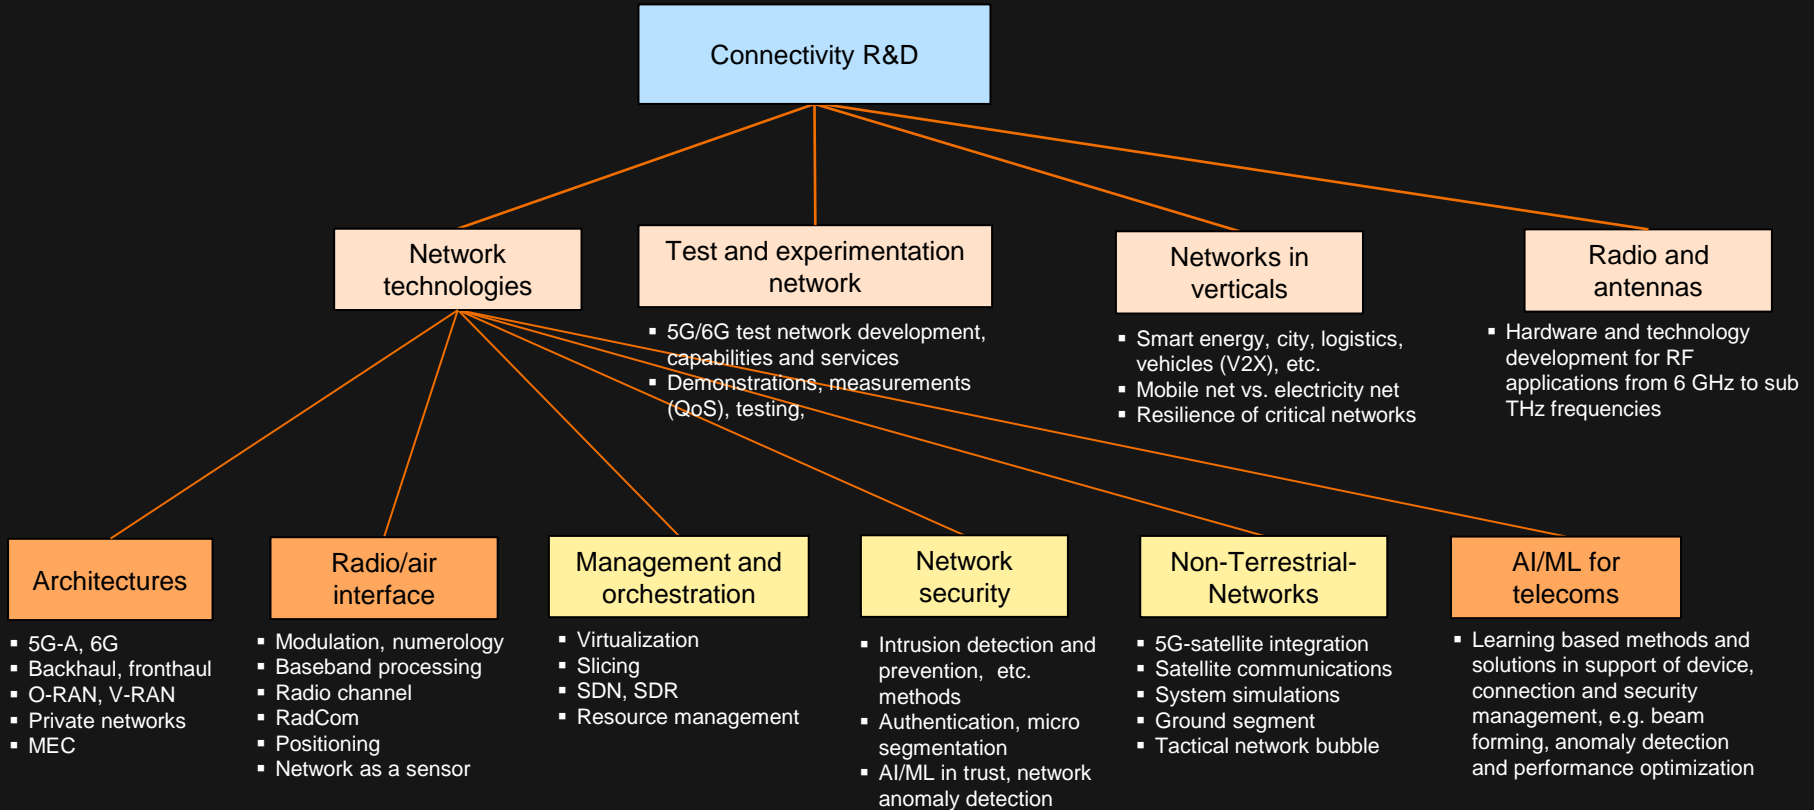 Connectivity R&D
Network
technologies
Test and experimentation
network
Networks in
verticals
Radio and
antennas
▪ 5G/6G test network development,
capabilities and services
▪ Demonstrations, measurements
(QoS), testing,
▪ Smart energy, city, logistics,
vehicles (V2X), etc.
▪ Mobile net vs. electricity net
▪ Resilience of critical networks
▪ Hardware and technology
development for RF
applications from 6 GHz to sub
THz frequencies
Architectures
▪ 5G-A, 6G
▪ Backhaul, fronthaul
▪ O-RAN, V-RAN
▪ Private networks
▪ MEC
Radio/air
interface
▪ Modulation, numerology
▪ Baseband processing
▪ Radio channel
▪ RadCom
▪ Positioning
▪ Network as a sensor
Management and
orchestration
▪ Virtualization
▪ Slicing
▪ SDN, SDR
▪ Resource management
Network
security
▪ Intrusion detection and
prevention, etc.
methods
▪ Authentication, micro
segmentation
▪ AI/ML in trust, network
anomaly detection
Non-Terrestrial-
Networks
▪ 5G-satellite integration
▪ Satellite communications
▪ System simulations
▪ Ground segment
▪ Tactical network bubble
AI/ML for
telecoms
▪ Learning based methods and
solutions in support of device,
connection and security
management, e.g. beam
forming, anomaly detection
and performance optimization